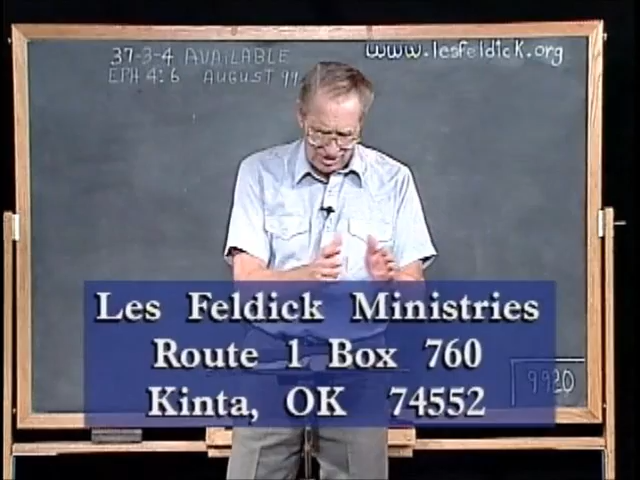 37-3-4 AVAILABLE
EPH 4:6 AUGUST 99
www.lesfeldick.org
Les Feldick Ministries
Route 1 Box 760
Kinta, OK 74552
9920